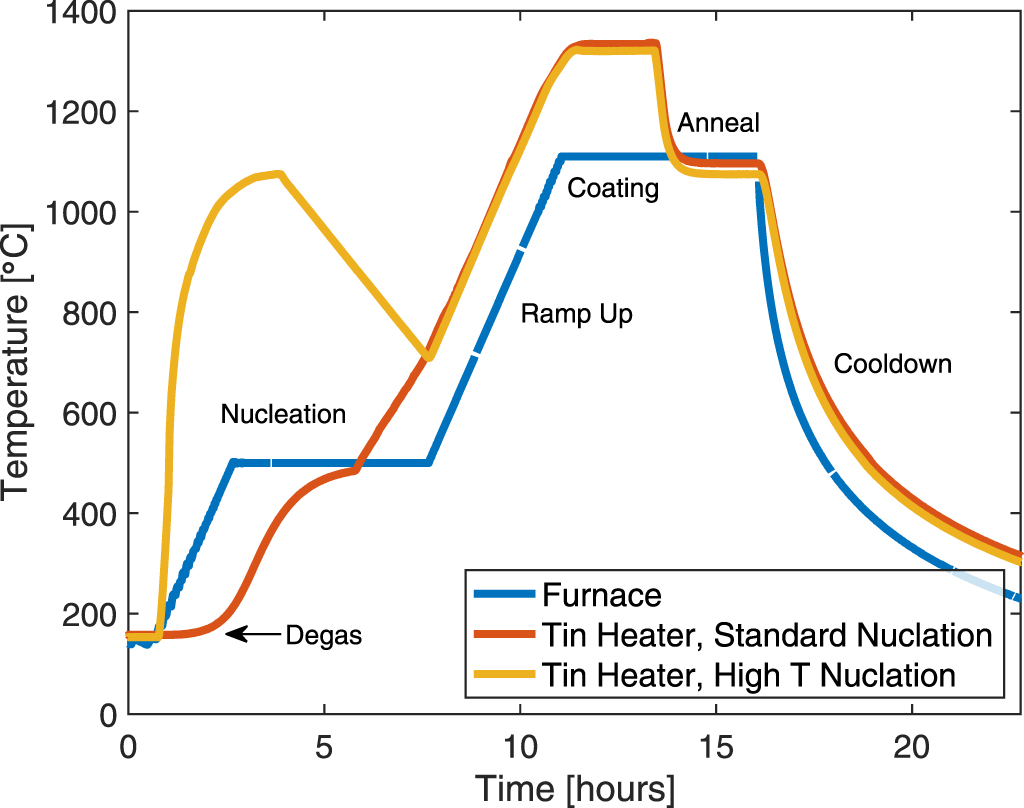 1400
1200
1000
800
600
400
200
0
Temperature [°C]
Anneal
Coating
Ramp Up
Cooldown
Nucleation
Degas
Furnace
Tin Heater, Standard Nuclation
Tin Heater, High T Nuclation
0 5 10 15 20
Time [hours]